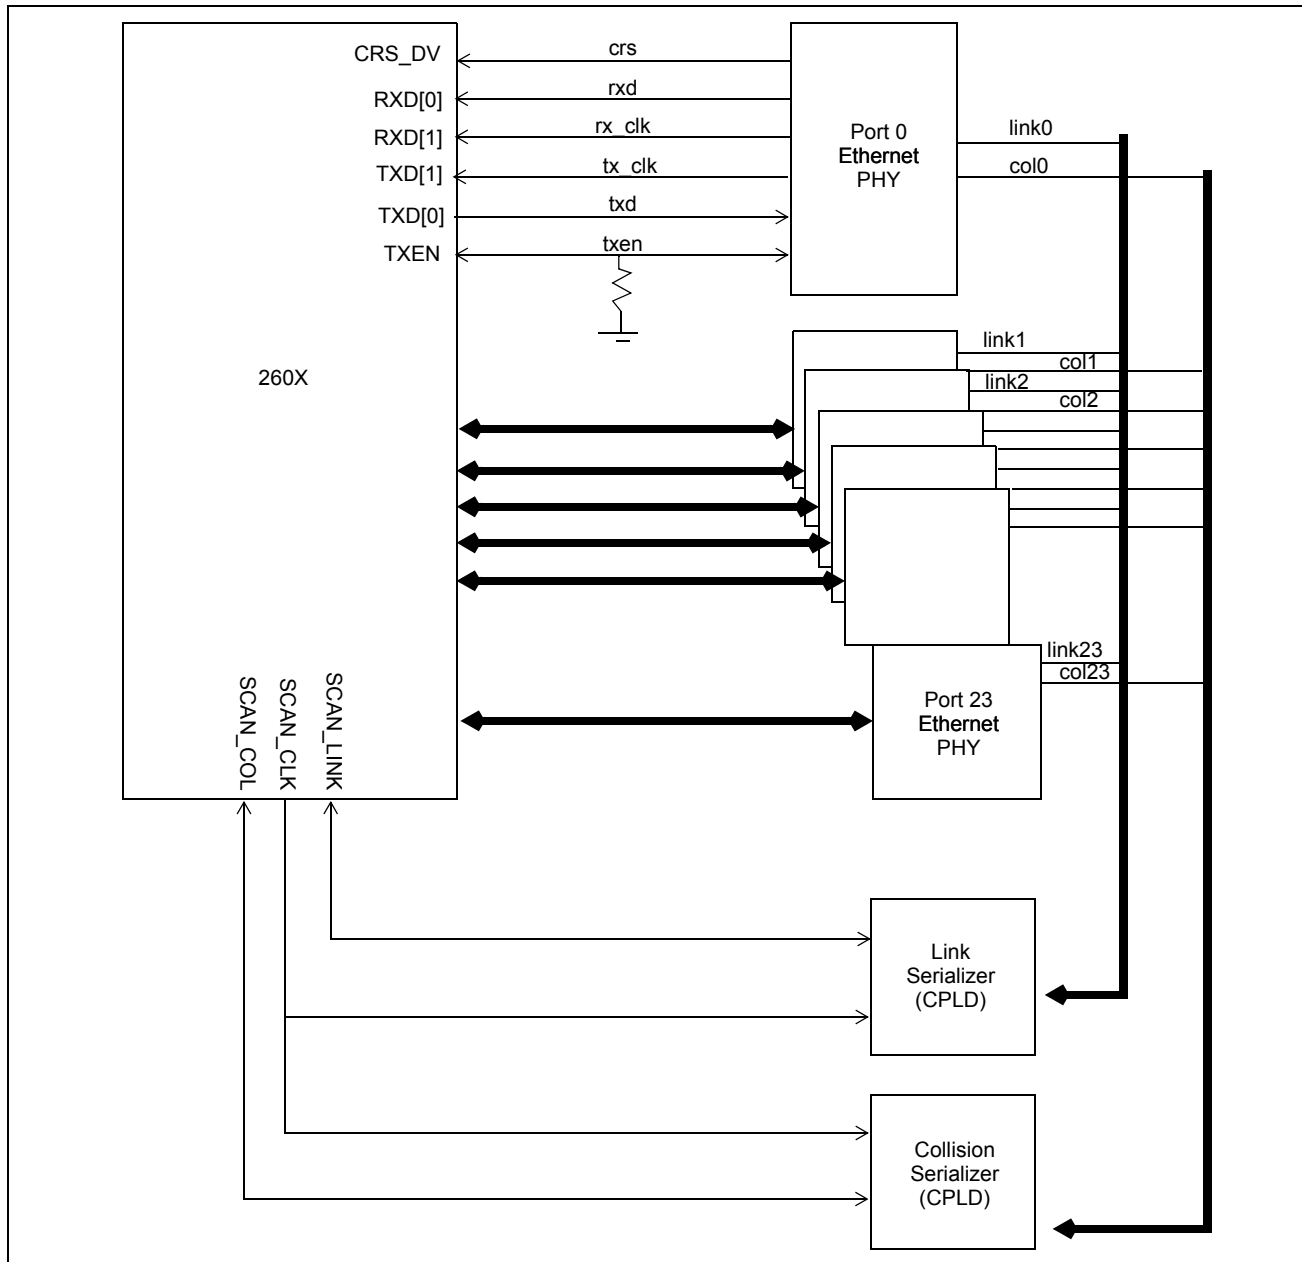 CRS_DV
crs
RXD[0]
rxd
RXD[1]
rx_clk
TXD[1]
tx_clk
TXD[0]
txd
TXEN
txen
Port 0
Ethernet
PHY
link0
col0
260X
link1
col1
link2
col2
link23
col23
Port 23
Ethernet
PHY
SCAN_COL
SCAN_CLK
SCAN_LINK
Link
Serializer
(CPLD)
Collision
Serializer
(CPLD)